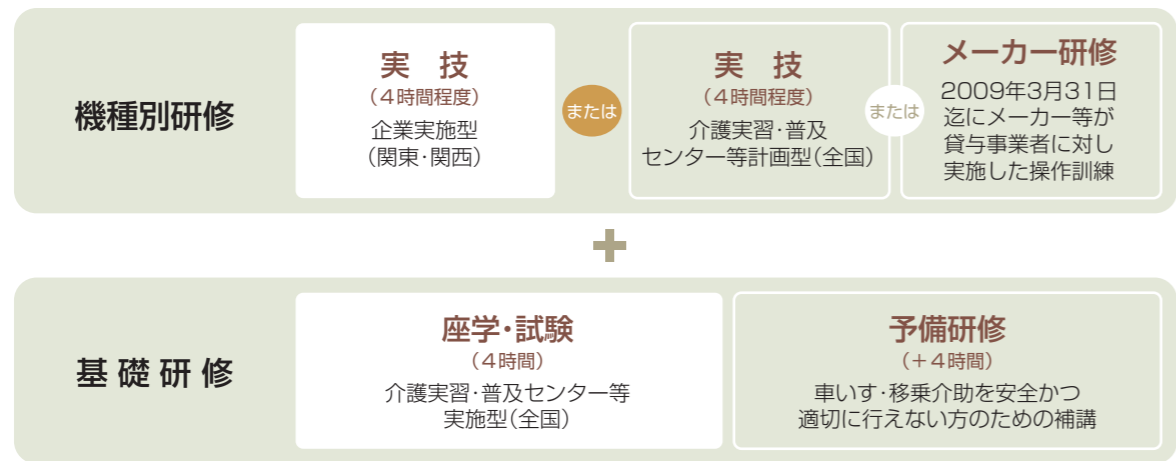 機種別研修
実 技
（4時間程度）
企業実施型
（関東・関西）
または
実 技
（4時間程度）
介護実習・普及
センター等計画型（全国）
または
メーカー研修
2009年3月31日
迄にメーカー等が
貸与事業者に対し
実施した操作訓練
+
基礎研修
座学・試験
（4時間）
介護実習・普及センター等
実施型（全国）
予備研修
（＋4時間）
車いす・移乗介助を安全かつ
適切に行えない方のための補講